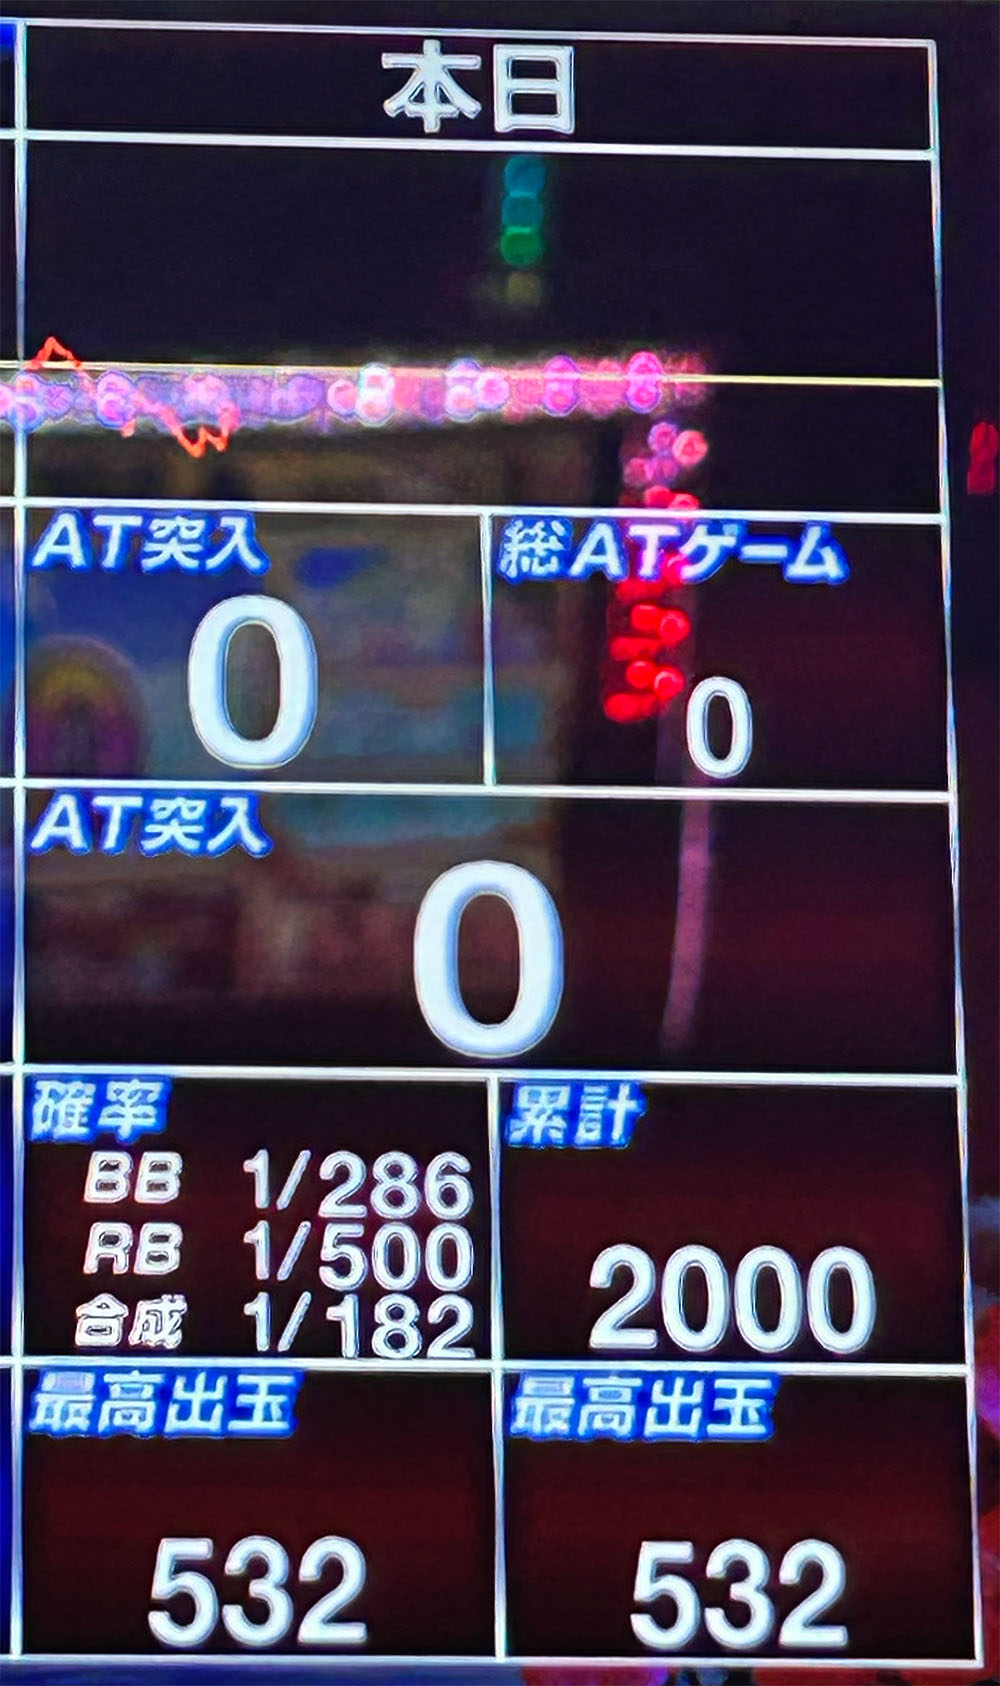 本日
AT突入
0
総ATゲーム
0
AT突入
0
確率
BB 1/286
RB 1/500
合成 1/182
累計
2000
最高出玉
532
最高出玉
532